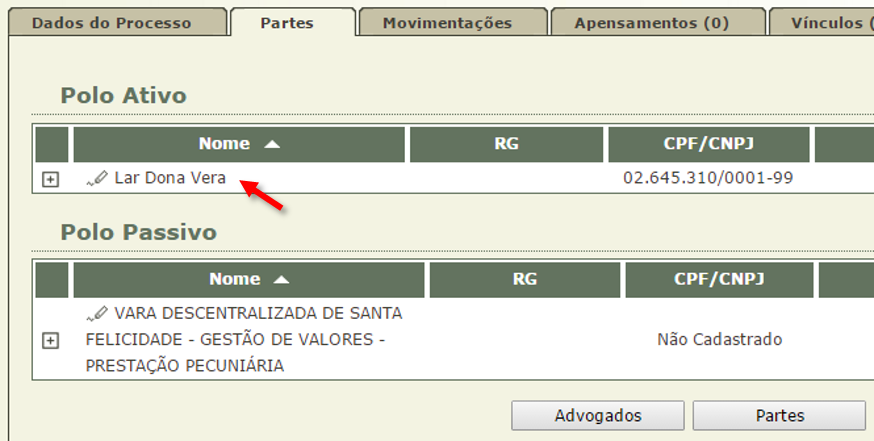 Dados do Processo
Partes
Movimentações
Apensamentos (0)
Vínculos (
Polo Ativo
Nome
RG
CPF/CNPJ
Lar Dona Vera
02.645.310/0001-99
Polo Passivo
Nome
RG
CPF/CNPJ
VARA DESCENTRALIZADA DE SANTA
FELICIDADE - GESTÃO DE VALORES -
PRESTAÇÃO PECUNIÁRIA
Não Cadastrado
Advogados
Partes